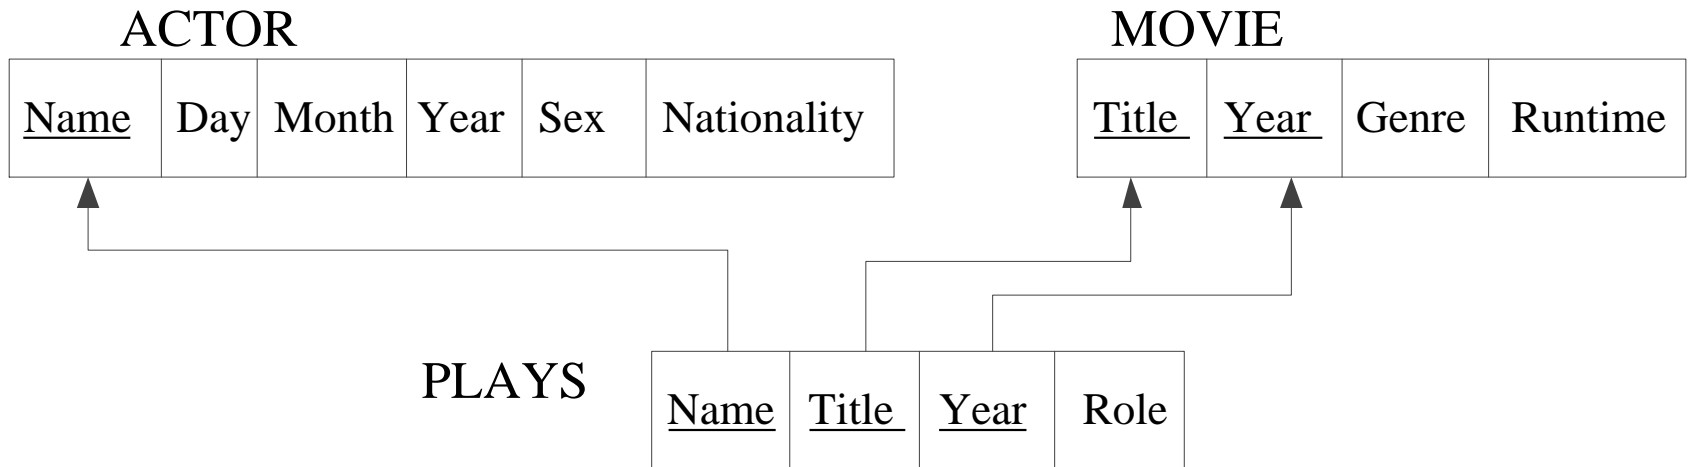 ACTOR
Name Day Month Year Sex Nationality
MOVIE
Title Year Genre Runtime
PLAYS
Name Title Year Role